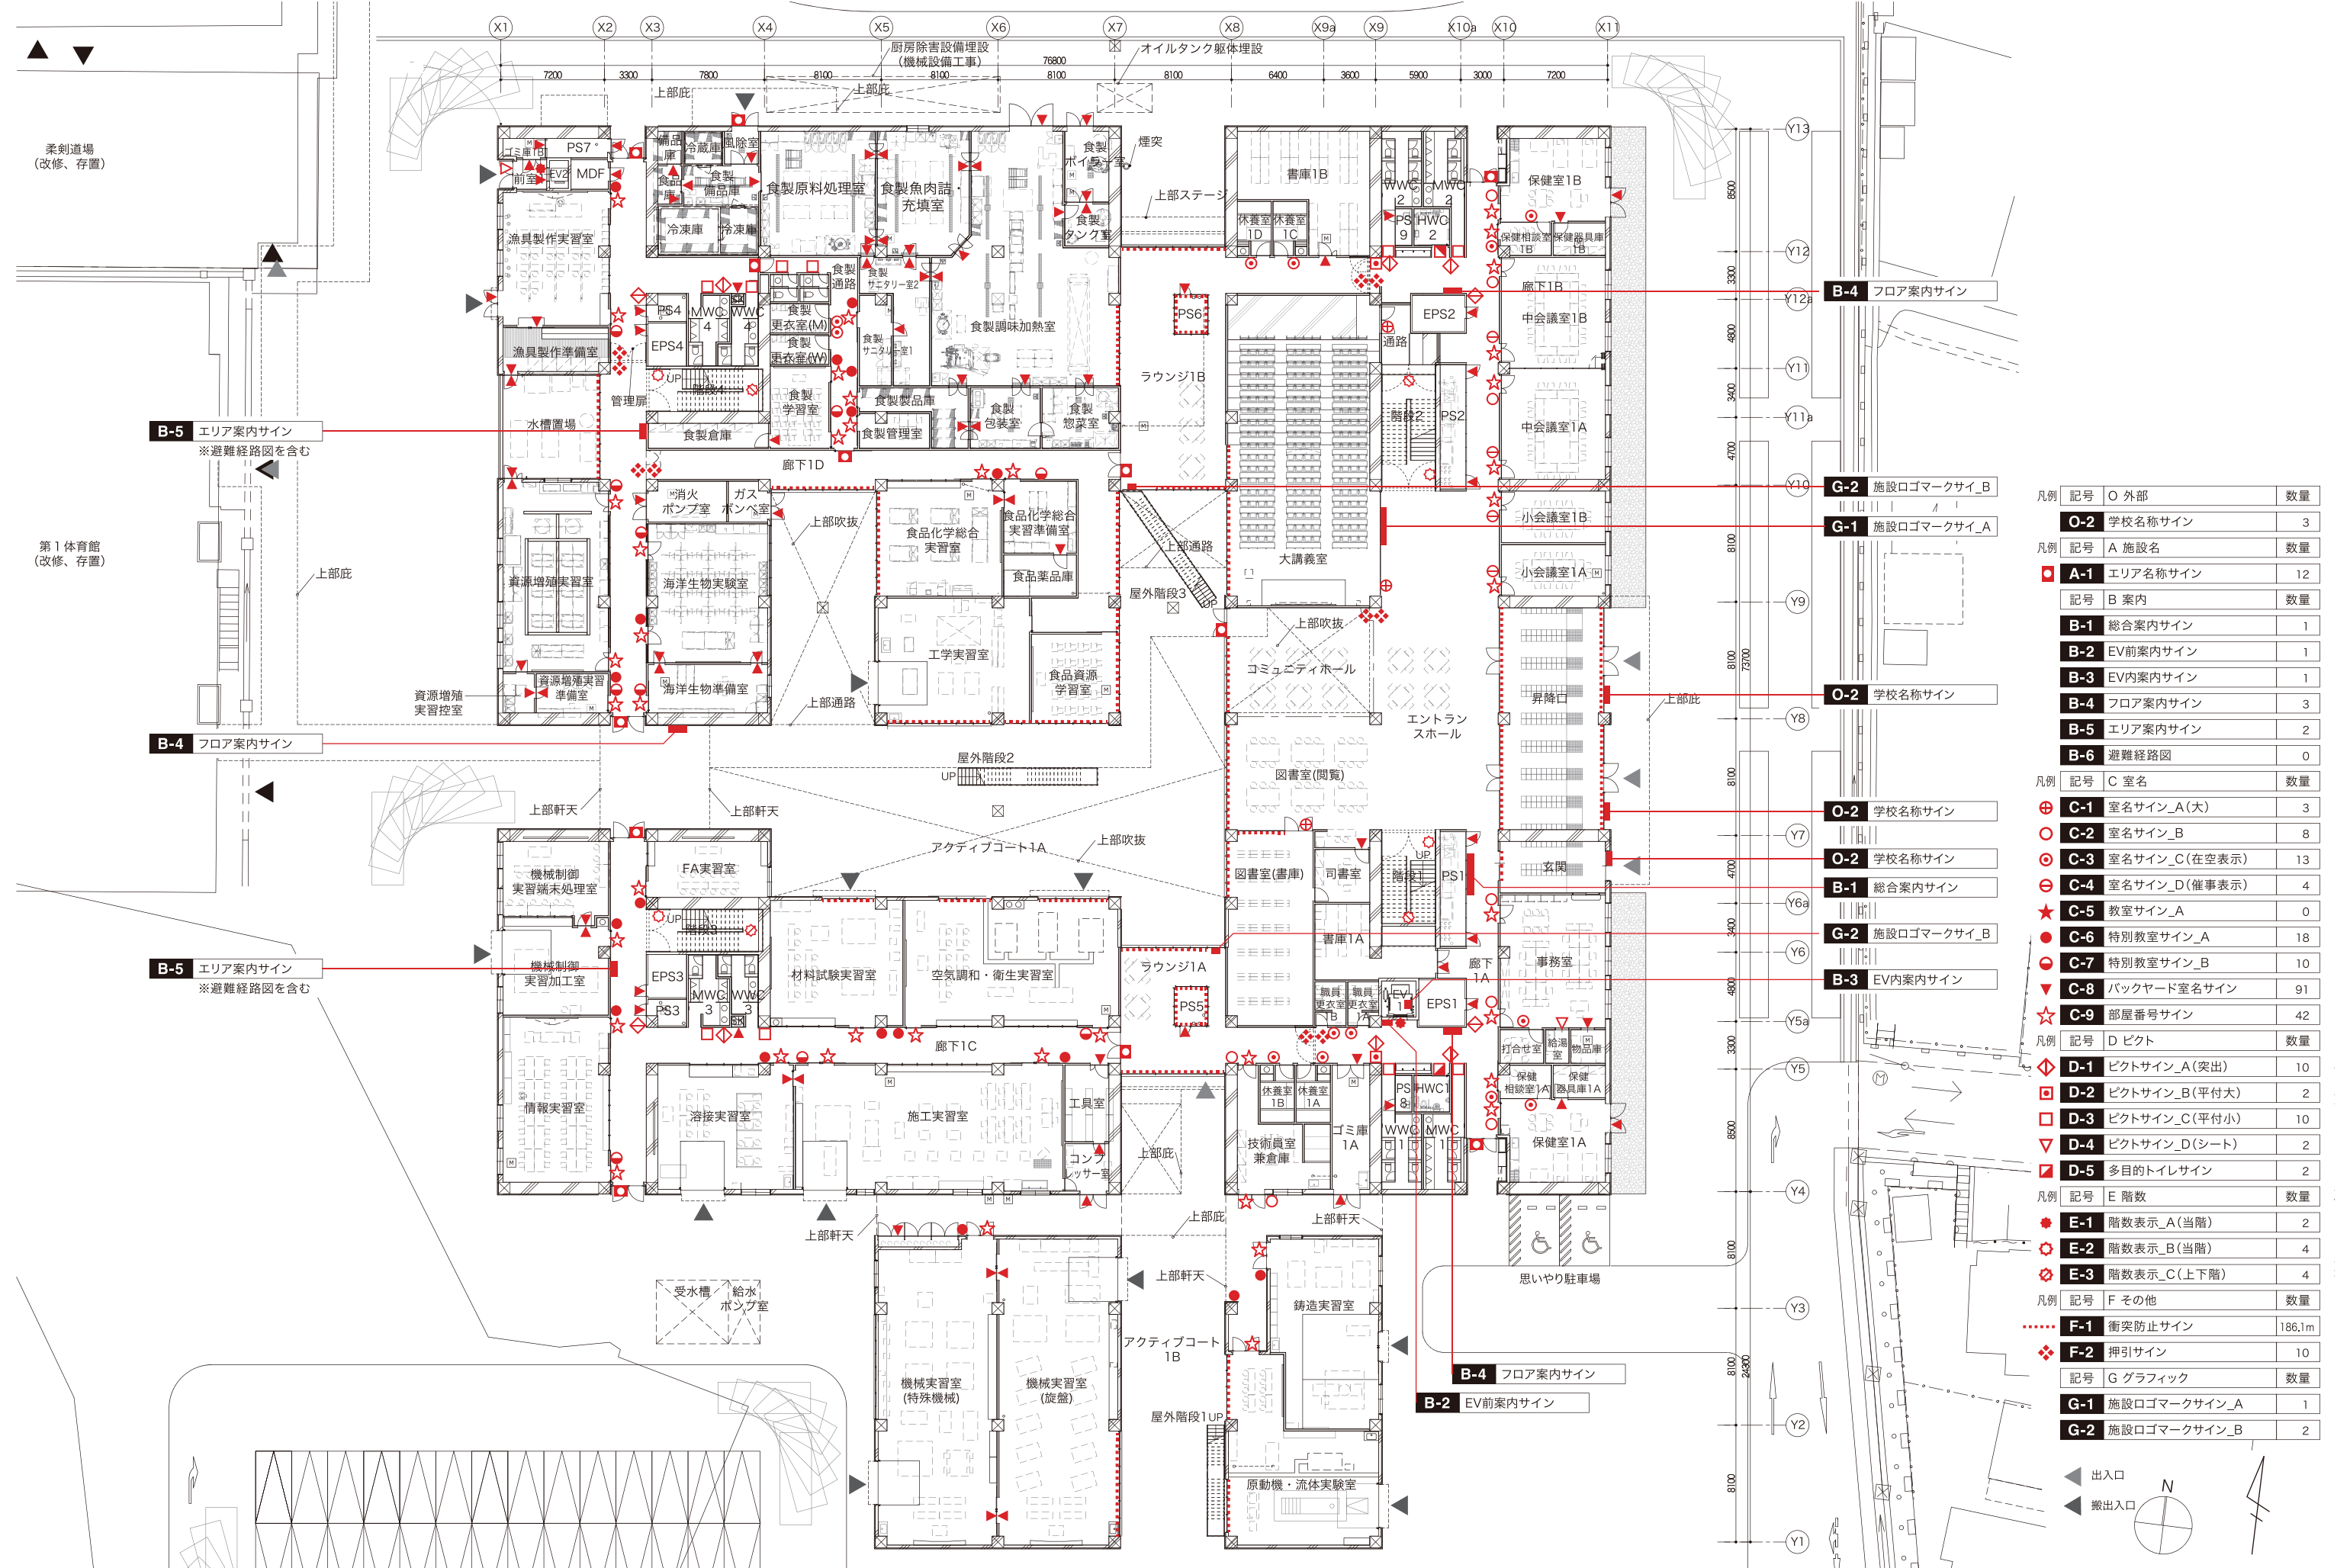 X1 X2 X3 X4 X5 X6 X7 X8 X9a X9 X10a X10 X11
76800
7200 3300 7800 8100 8100 8100 8100 6400 3600 5900 3000 7200
厨房除害設備埋設
(機械設備工事)
オイルタンク躯体埋設
上部庇
上部庇
柔剣道場
(改修、存置)
ゴミ庫1B
PS7
前室
EV2
MDF
漁具製作実習室
漁具製作準備室
水槽置場
備品庫
冷蔵庫
風除室
食品庫
食製
備品庫
冷凍庫
冷凍庫
食製原料処理室
食製魚肉詰・
充填室
食製
ボイラー室
食製
タンク室
煙突
上部ステージ
書庫1B
休養室
1D
休養室
1C
WWC
2
MWC
2
PS
9
HWC
2
保健室1B
保健相談室
1B
保健器具庫
1B
廊下1B
中会議室1B
中会議室1A
小会議室1B
小会議室1A
食製
通路
食製
サニタリー室2
食製
更衣室(M)
食製
更衣室(W)
食製
サニタリー室1
食製調味加熱室
食製
学習室
食製製品庫
食製管理室
食製
包装室
食製
惣菜室
PS4
EPS4
MWC
4
WWC
4
SK
UP
階段4
管理扉
食製倉庫
PS6
ラウンジ1B
通路
EPS2
階段2
PS2
大講義室
廊下1D
消火
ポンプ室
ガス
ボンベ室
上部吹抜
食品化学総合
実習室
食品化学総合
実習準備室
食品薬品庫
上部通路
屋外階段3
UP
資源増殖実習室
海洋生物実験室
資源増殖実習
準備室
海洋生物準備室
資源増殖
実習控室
工学実習室
食品資源
学習室
上部通路
上部吹抜
コミュニティホール
エントラン
スホール
昇降口
上部庇
第1体育館
(改修、存置)
上部庇
屋外階段2
UP
図書室(閲覧)
上部軒天
上部軒天
上部吹抜
アクティブコート1A
機械制御
実習端末処理室
FA実習室
UP
階段3
機械制御
実習加工室
EPS3
PS3
MWC
3
WWC
3
SK
材料試験実習室
空気調和・衛生実習室
ラウンジ1A
PS5
図書室(書庫)
司書室
UP
階段1
PS1
玄関
書庫1A
職員
更衣室
1B
職員
更衣室
1A
EV
1
EPS1
廊下
1A
事務室
打合せ室
給湯
室
物品庫
保健
相談室1A
保健
器具庫1A
保健室1A
廊下1C
情報実習室
溶接実習室
施工実習室
工具室
コンプ
レッサー室
上部庇
休養室
1B
休養室
1A
技術員室
兼倉庫
ゴミ庫
1A
PS
8
HWC1
WWC
1
MWC
1
上部軒天
上部庇
上部軒天
上部軒天
思いやり駐車場
受水槽
給水
ポンプ室
機械実習室
(特殊機械)
機械実習室
(旋盤)
アクティブコート
1B
鋳造実習室
屋外階段1UP
原動機・流体実験室
Y13
Y12
Y12a
Y11
Y11a
Y10
Y9
Y8
Y7
Y6a
Y6
Y5a
Y5
Y4
Y3
Y2
Y1
8500
3300
4800
3400
4700
8100
8100
73700
8100
4700
3400
4800
3300
8500
8100
8100
24300
8100
B-5 エリア案内サイン
※避難経路図を含む
B-4 フロア案内サイン
B-5 エリア案内サイン
※避難経路図を含む
B-4 フロア案内サイン
G-2 施設ロゴマークサイ_B
G-1 施設ロゴマークサイ_A
O-2 学校名称サイン
O-2 学校名称サイン
O-2 学校名称サイン
B-1 総合案内サイン
G-2 施設ロゴマークサイ_B
B-3 EV内案内サイン
B-4 フロア案内サイン
B-2 EV前案内サイン
凡例 記号 O 外部 数量
O-2 学校名称サイン 3
凡例 記号 A 施設名 数量
A-1 エリア名称サイン 12
記号 B 案内 数量
B-1 総合案内サイン 1
B-2 EV前案内サイン 1
B-3 EV内案内サイン 1
B-4 フロア案内サイン 3
B-5 エリア案内サイン 2
B-6 避難経路図 0
凡例 記号 C 室名 数量
C-1 室名サイン_A(大) 3
C-2 室名サイン_B 8
C-3 室名サイン_C(在空表示) 13
C-4 室名サイン_D(催事表示) 4
C-5 教室サイン_A 0
C-6 特別教室サイン_A 18
C-7 特別教室サイン_B 10
C-8 バックヤード室名サイン 91
C-9 部屋番号サイン 42
凡例 記号 D ピクト 数量
D-1 ピクトサイン_A(突出) 10
D-2 ピクトサイン_B(平付大) 2
D-3 ピクトサイン_C(平付小) 10
D-4 ピクトサイン_D(シート) 2
D-5 多目的トイレサイン 2
凡例 記号 E 階数 数量
E-1 階数表示_A(当階) 2
E-2 階数表示_B(当階) 4
E-3 階数表示_C(上下階) 4
凡例 記号 F その他 数量
F-1 衝突防止サイン 186.1m
F-2 押引サイン 10
記号 G グラフィック 数量
G-1 施設ロゴマークサイン_A 1
G-2 施設ロゴマークサイン_B 2
出入口
搬出入口
N